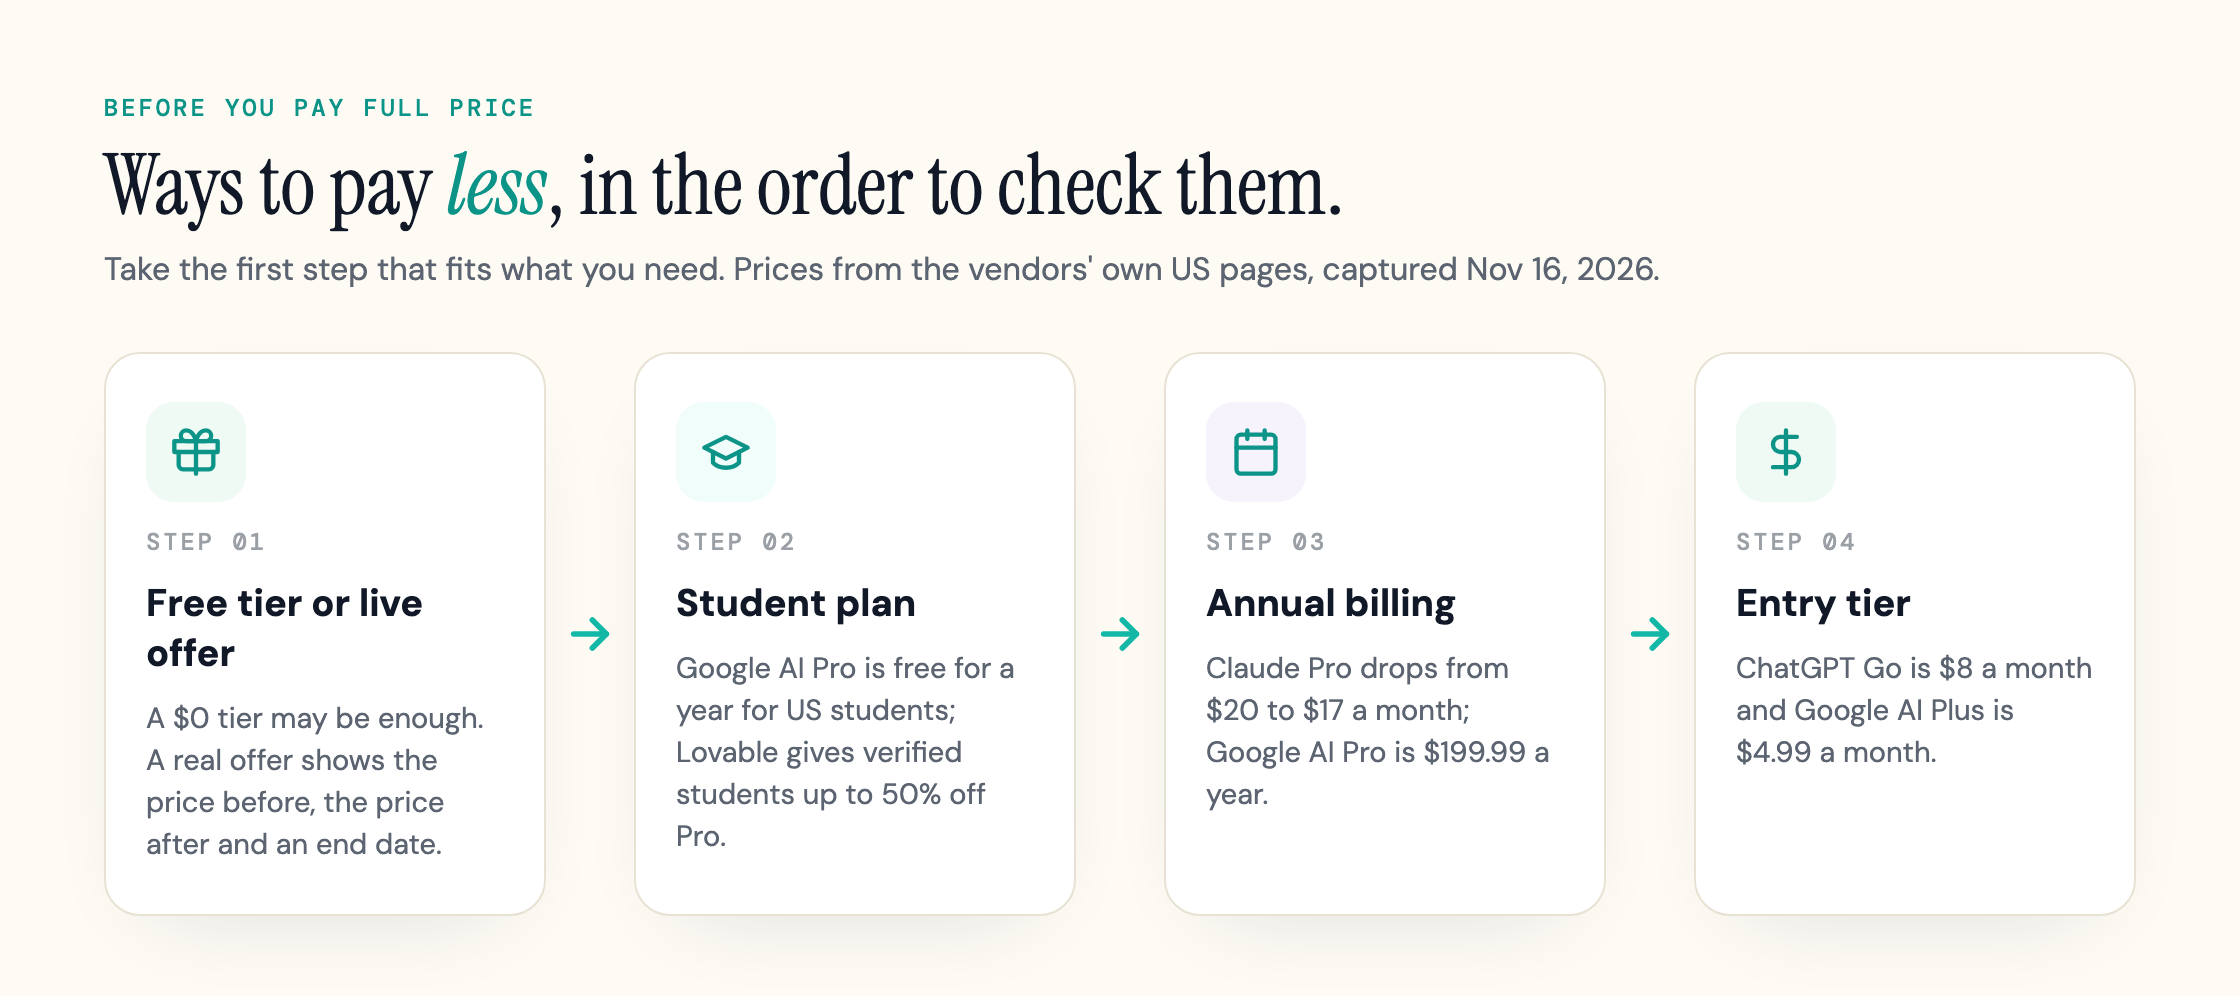 BEFORE YOU PAY FULL PRICE
Ways to pay less, in the order to check them.
Take the first step that fits what you need. Prices from the vendors' own US pages, captured Nov 16, 2026.
STEP 01
Free tier or live
offer
A $0 tier may be enough.
A real offer shows the
price before, the price
after and an end date.
STEP 02
Student plan
Google AI Pro is free for a
year for US students;
Lovable gives verified
students up to 50% off
Pro.
STEP 03
Annual billing
Claude Pro drops from
$20 to $17 a month;
Google AI Pro is $199.99 a
year.
STEP 04
Entry tier
ChatGPT Go is $8 a month
and Google AI Plus is
$4.99 a month.